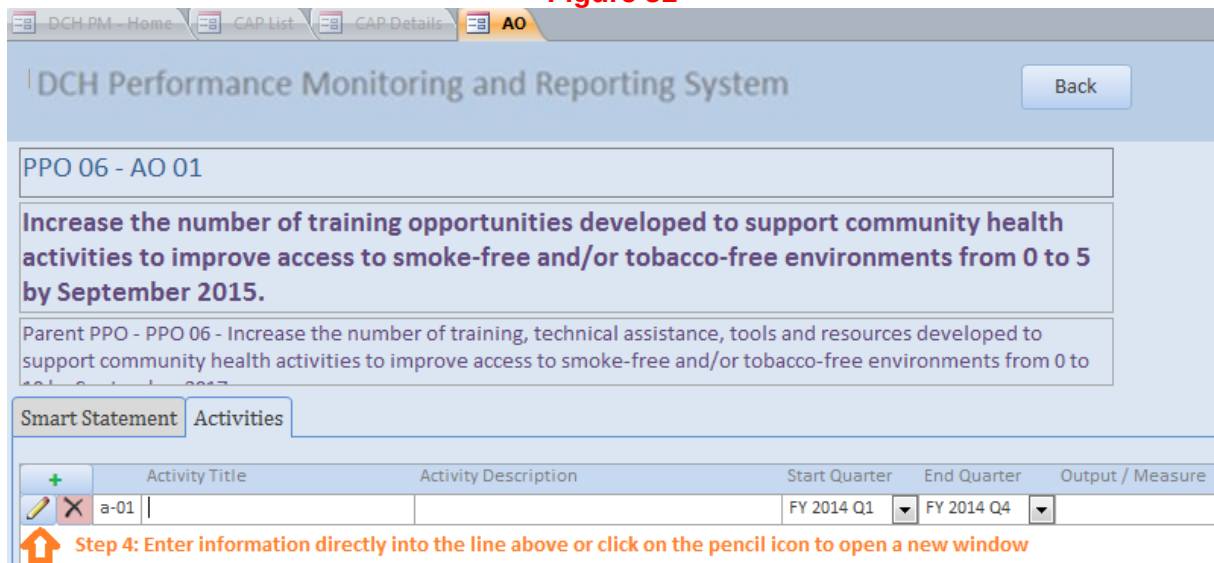 DCH PM - Home CAP List CAP Details AO
DCH Performance Monitoring and Reporting System
Back
PPO 06 - AO 01
Increase the number of training opportunities developed to support community health
activities to improve access to smoke-free and/or tobacco-free environments from 0 to 5
by September 2015.
Parent PPO - PPO 06 - Increase the number of training, technical assistance, tools and resources developed to
support community health activities to improve access to smoke-free and/or tobacco-free environments from 0 to
Smart Statement Activities
+ Activity Title Activity Description Start Quarter End Quarter Output / Measure
a-01 FY 2014 Q1 FY 2014 Q4
Step 4: Enter information directly into the line above or click on the pencil icon to open a new window